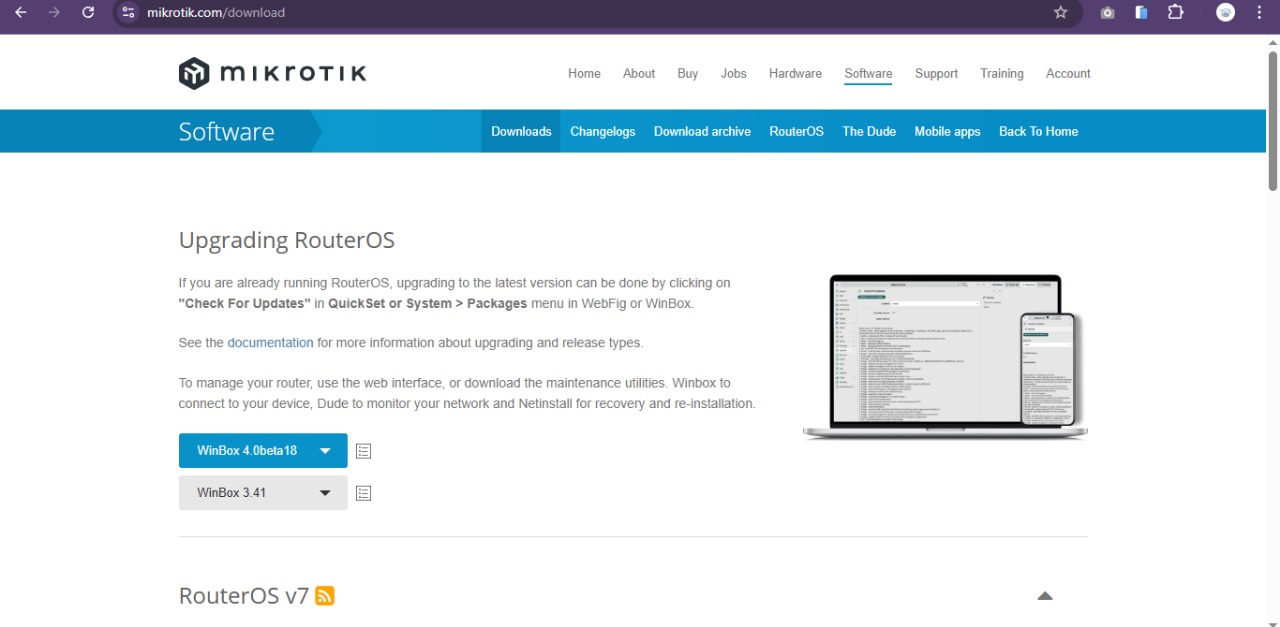 mikrotik.com/download
mikrotik
Home About Buy Jobs Hardware Software Support Training Account
Software
Downloads Changelogs Download archive RouterOS The Dude Mobile apps Back To Home
Upgrading RouterOS
If you are already running RouterOS, upgrading to the latest version can be done by clicking on
"Check For Updates" in QuickSet or System > Packages menu in WebFig or WinBox.
See the documentation for more information about upgrading and release types.
To manage your router, use the web interface, or download the maintenance utilities. Winbox to
connect to your device, Dude to monitor your network and Netinstall for recovery and re-installation.
WinBox 4.0beta18
WinBox 3.41
RouterOS v7